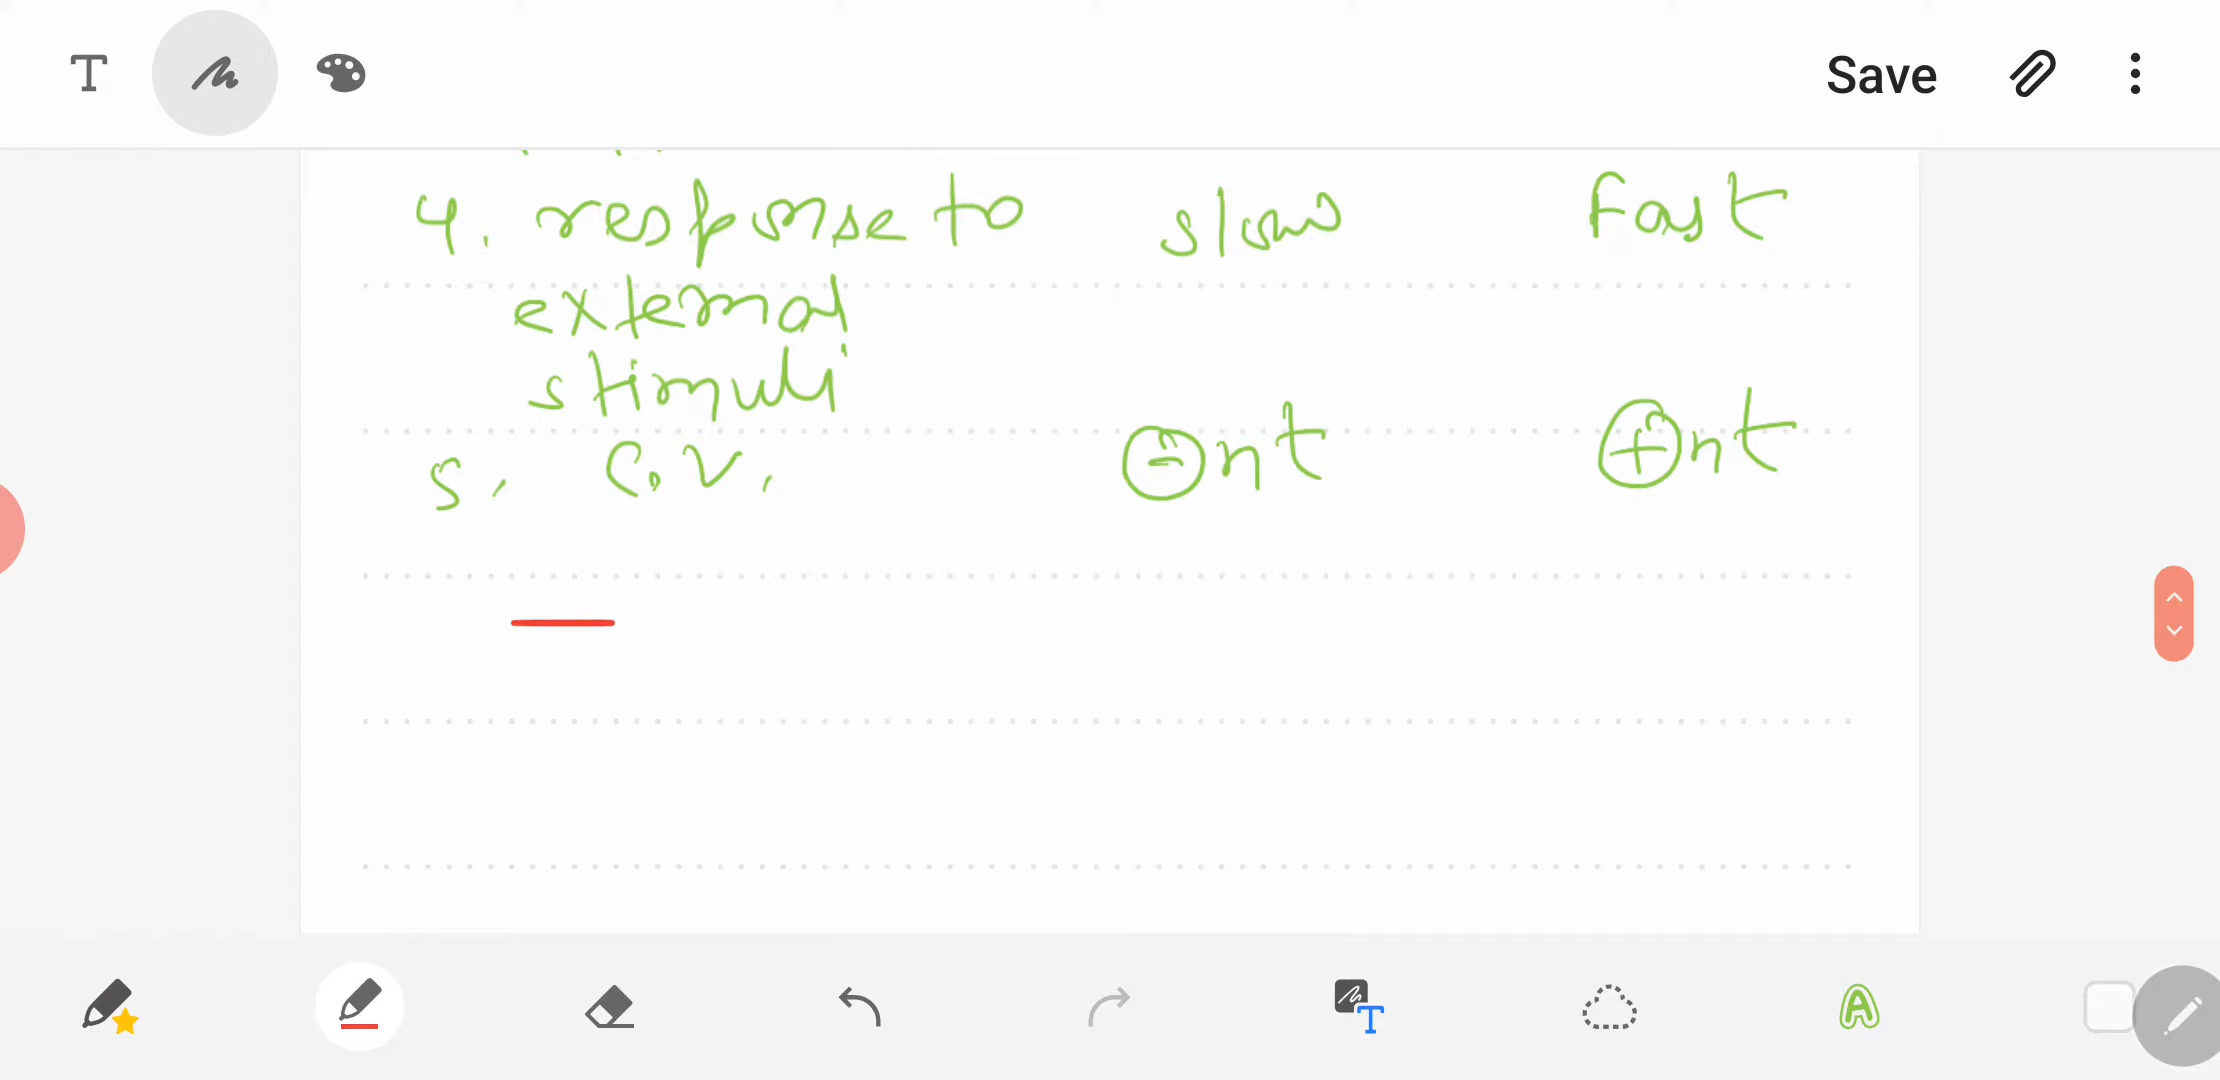 T Save
4. response to slow Fast
external
stimuli
5. C.V. ⊖nt ⊕nt
T A